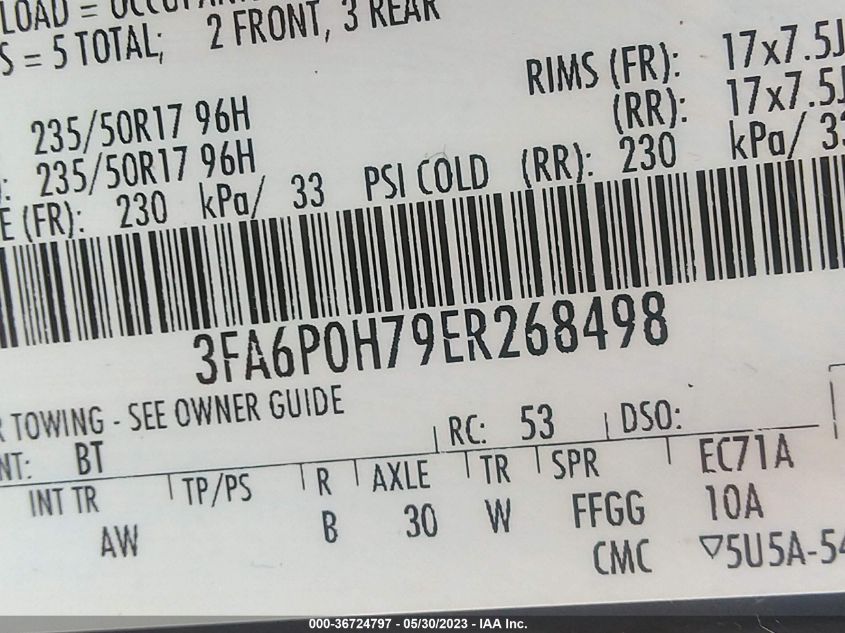 LOAD =
S = 5 TOTAL; 2 FRONT, 3 REAR
RIMS (FR): 17x7.5J
235/50R17 96H (RR): 17x7.5J
235/50R17 96H
E (FR): 230 kPa/ 33 PSI COLD (RR): 230 kPa/ 33
3FA6P0H79ER268498
R TOWING - SEE OWNER GUIDE
NT: BT RC: 53 DSO:
INT TR TP/PS R AXLE TR SPR EC71A
AW B 30 W FFGG 10A
CMC ▽5U5A-54
000-36724797 - 05/30/2023 - IAA Inc.